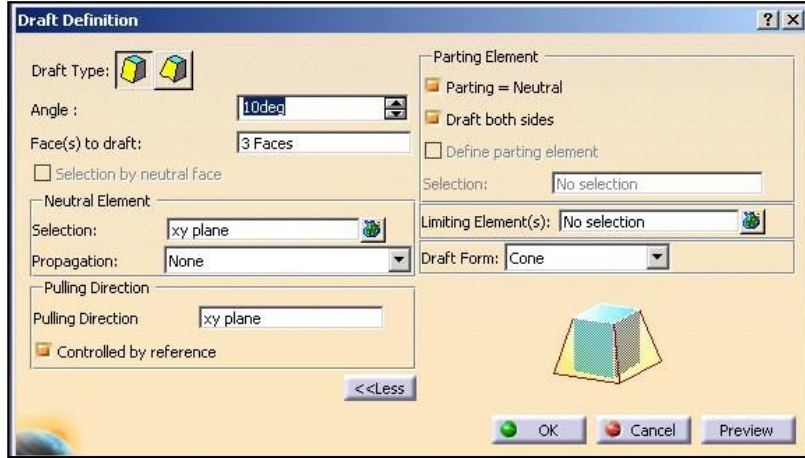 Draft Definition
? X
Draft Type:
Angle :
10deg
Face(s) to draft:
3 Faces
Selection by neutral face
Neutral Element
Selection:
xy plane
Propagation:
None
Pulling Direction
Pulling Direction
xy plane
Controlled by reference
<<Less
Parting Element
Parting = Neutral
Draft both sides
Define parting element
Selection:
No selection
Limiting Element(s):
No selection
Draft Form:
Cone
OK
Cancel
Preview